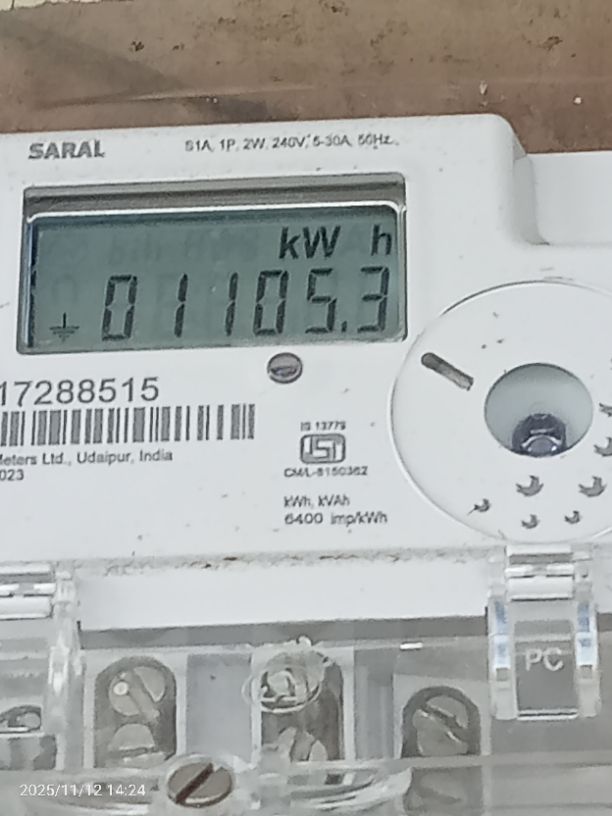 SARAL
S1A, 1P, 2W, 240V, 5-30A, 50Hz.
kW h
01105.3
17288515
IS 13779
ISI
CM/L-8150362
Meters Ltd., Udaipur, India
023
kWh, kVAh
6400 imp/kWh
PC
2025/11/12 14:24